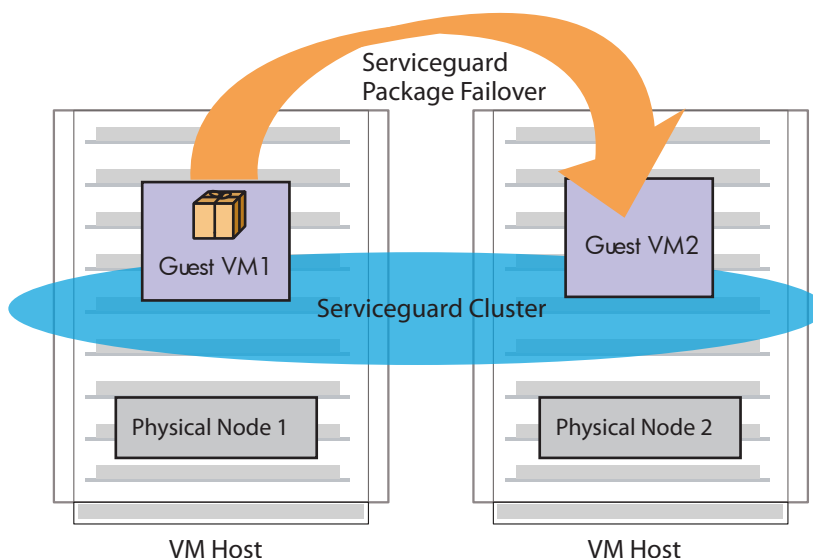 Serviceguard
Package Failover
Guest VM1
Guest VM2
Serviceguard Cluster
Physical Node 1
Physical Node 2
VM Host
VM Host